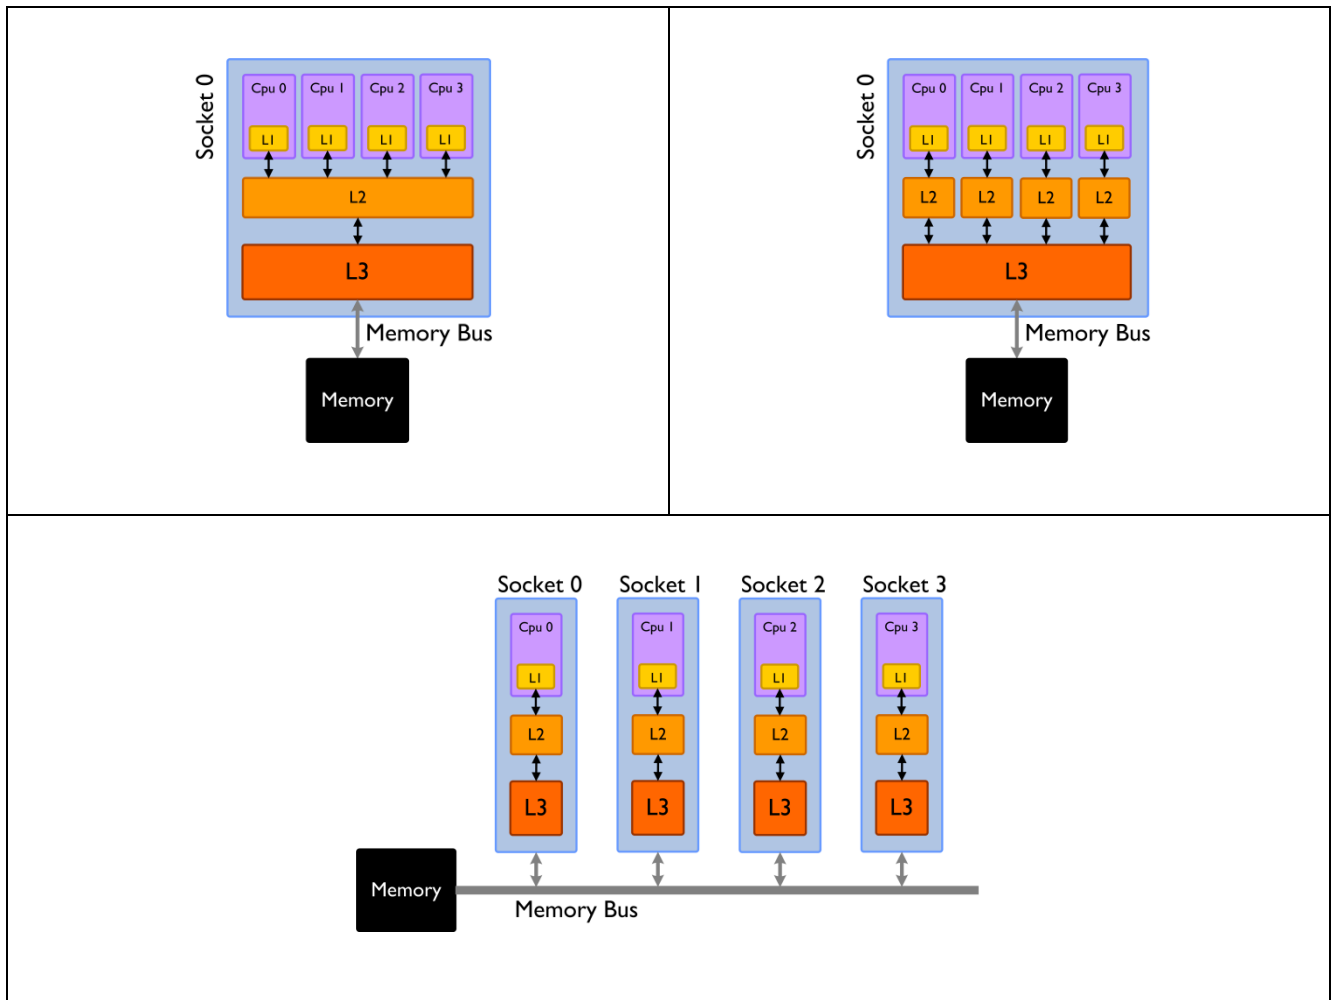 Socket 0
Cpu 0 Cpu 1 Cpu 2 Cpu 3
L1 L1 L1 L1
L2
L3
Memory Bus
Memory
Socket 0
Cpu 0 Cpu 1 Cpu 2 Cpu 3
L1 L1 L1 L1
L2 L2 L2 L2
L3
Memory Bus
Memory
Socket 0 Socket 1 Socket 2 Socket 3
Cpu 0 Cpu 1 Cpu 2 Cpu 3
L1 L1 L1 L1
L2 L2 L2 L2
L3 L3 L3 L3
Memory
Memory Bus